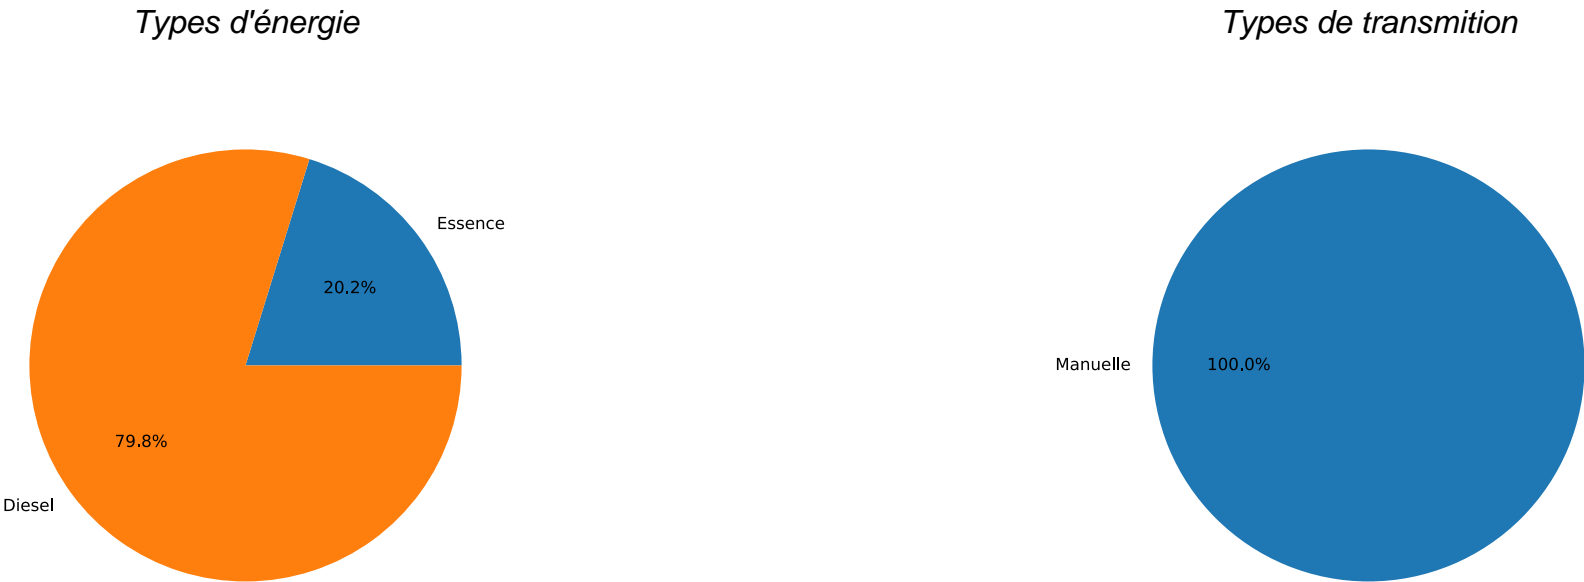 Types d'énergie
Types de transmition
Essence
20.2%
79.8%
Diesel
Manuelle
100.0%